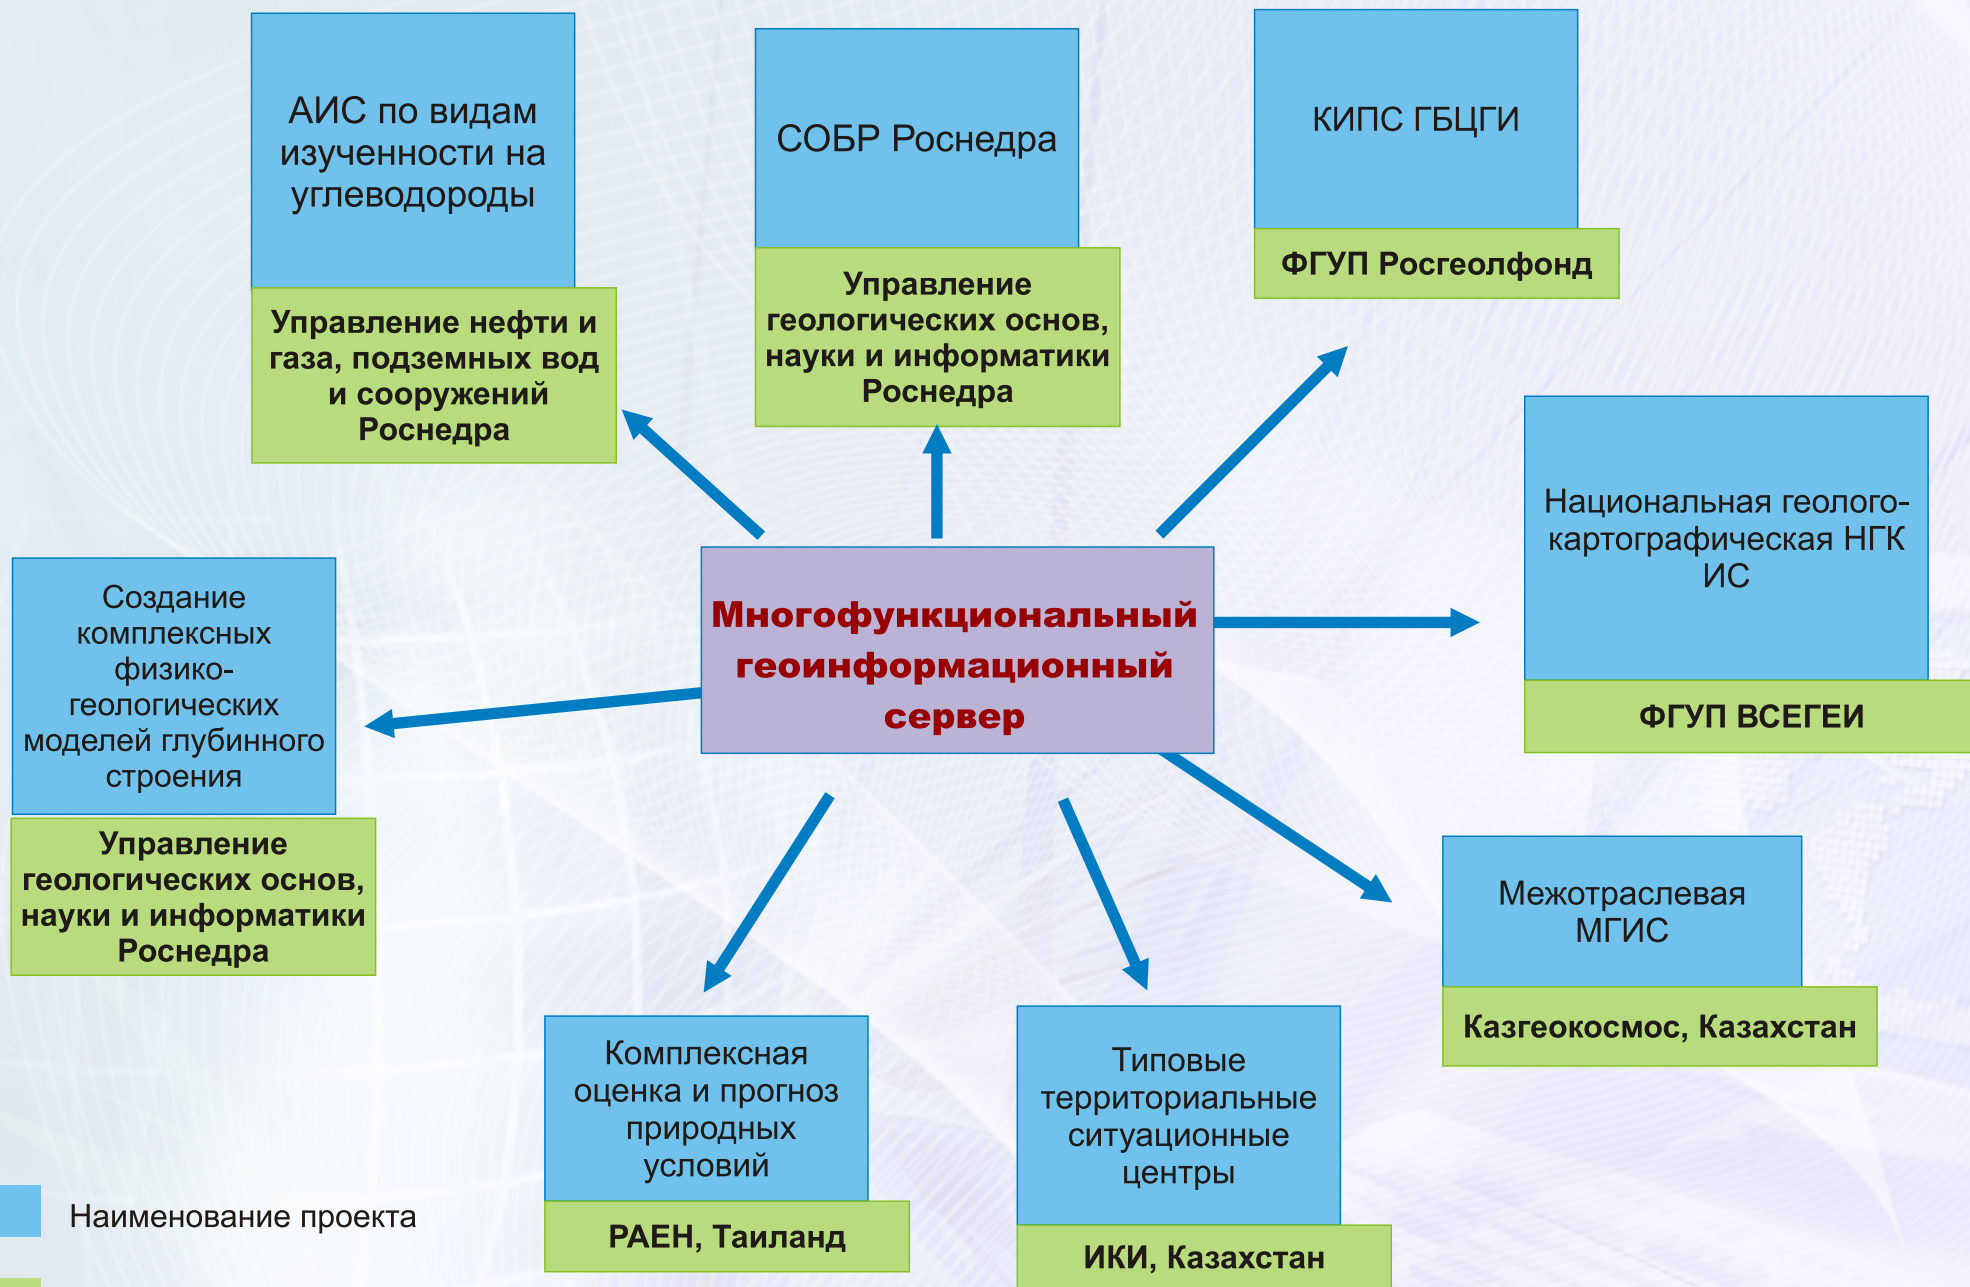 АИС по видам
изученности на
углеводороды
Управление нефти и
газа, подземных вод
и сооружений
Роснедра
СОБР Роснедра
Управление
геологических основ,
науки и информатики
Роснедра
КИПС ГБЦГИ
ФГУП Росгеолфонд
Национальная геолого-
картографическая НГК
ИС
ФГУП ВСЕГЕИ
Многофункциональный
геоинформационный
сервер
Создание
комплексных
физико-
геологических
моделей глубинного
строения
Управление
геологических основ,
науки и информатики
Роснедра
Межотраслевая
МГИС
Казгеокосмос, Казахстан
Комплексная
оценка и прогноз
природных
условий
РАЕН, Таиланд
Типовые
территориальные
ситуационные
центры
ИКИ, Казахстан
Наименование проекта